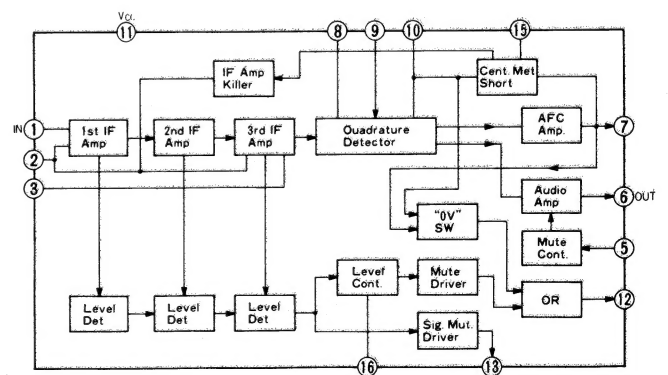 VCC
11
8
9
10
15
IF Amp
Killer
Cent. Met
Short
IN
1
1st IF
Amp
2nd IF
Amp
3rd IF
Amp
Quadrature
Detector
AFC
Amp.
7
2
3
"0V"
SW
Audio
Amp
6
OUT
Mute
Cont.
5
Level
Cont.
Mute
Driver
OR
12
Level
Det
Level
Det
Level
Det
Sig. Mut.
Driver
16
13